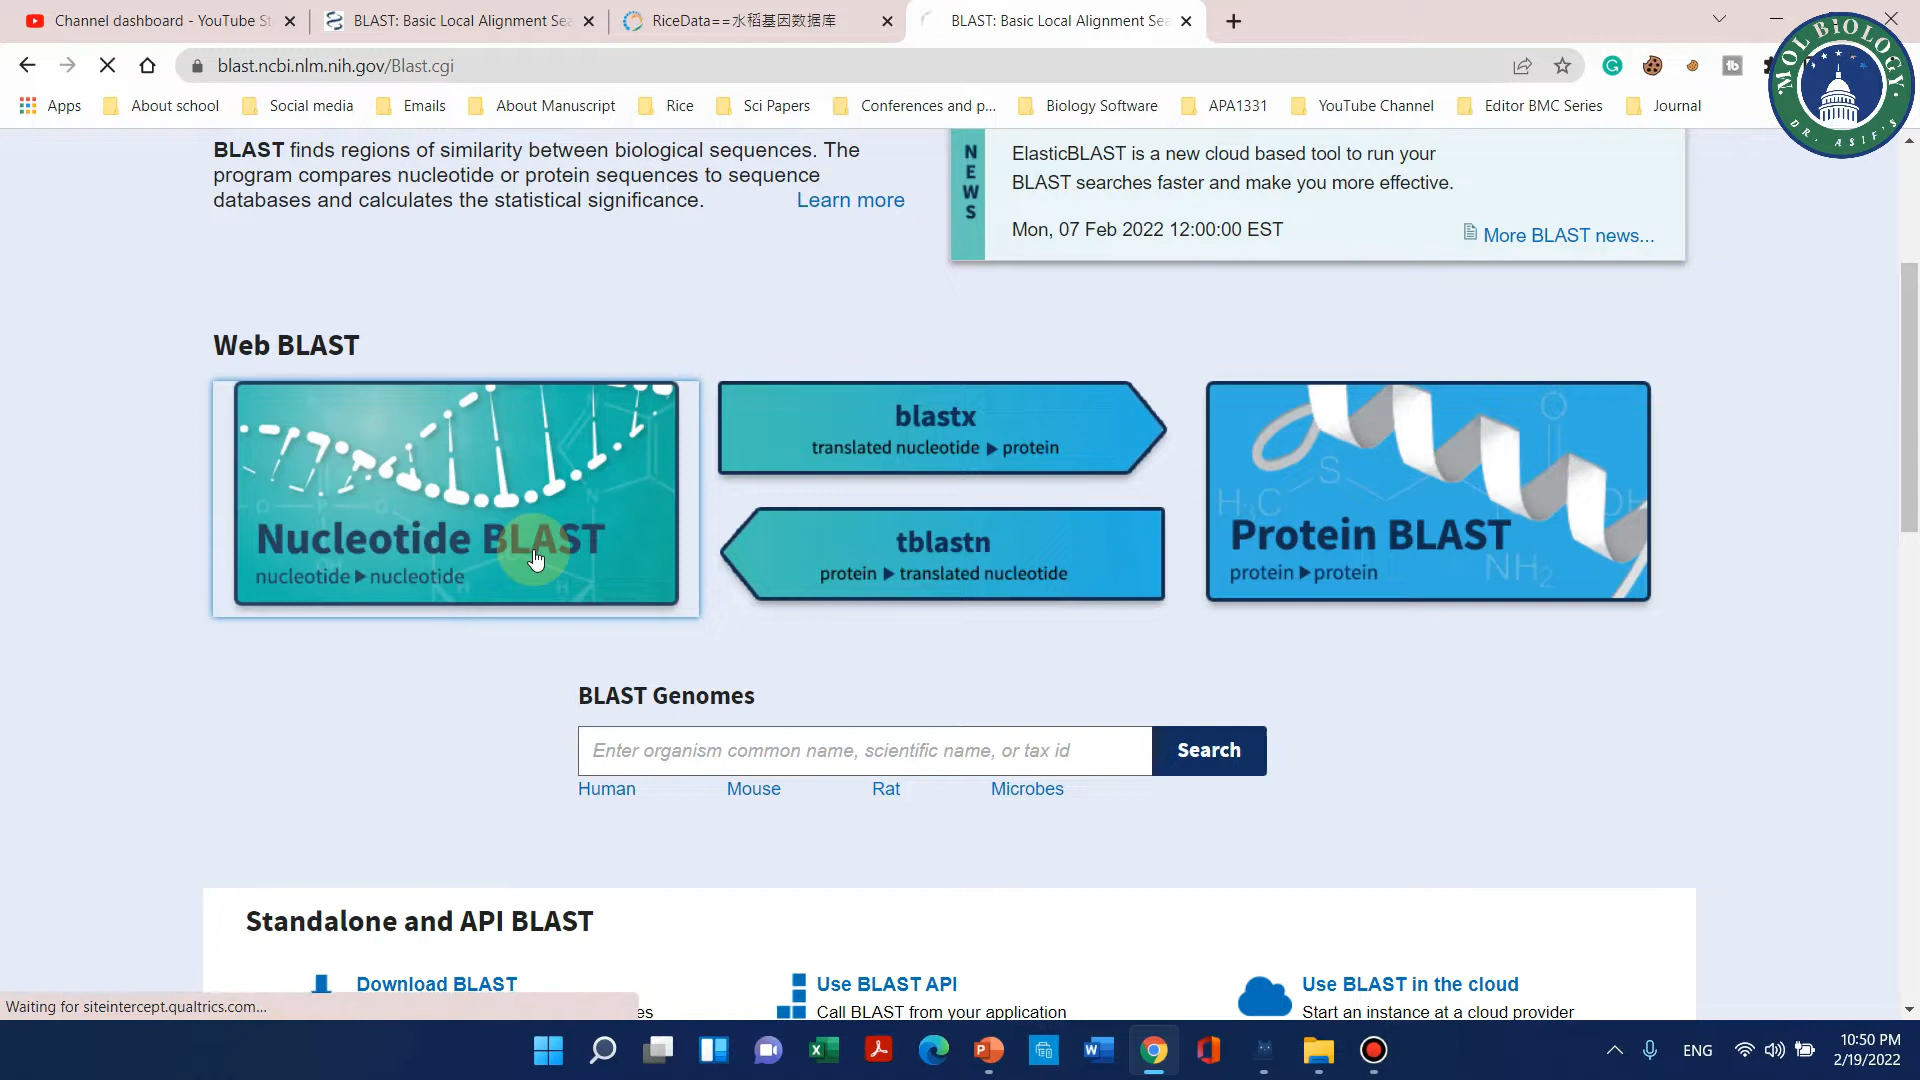 Channel dashboard - YouTube St
BLAST: Basic Local Alignment Sea
RiceData==水稻基因数据库
BLAST: Basic Local Alignment Sea
blast.ncbi.nlm.nih.gov/Blast.cgi
Apps
About school
Social media
Emails
About Manuscript
Rice
Sci Papers
Conferences and p...
Biology Software
APA1331
YouTube Channel
Editor BMC Series
Journal
MOL BiOLOGY
DR. ASIF'S
BLAST finds regions of similarity between biological sequences. The
program compares nucleotide or protein sequences to sequence
databases and calculates the statistical significance. Learn more
NEWS
ElasticBLAST is a new cloud based tool to run your
BLAST searches faster and make you more effective.
Mon, 07 Feb 2022 12:00:00 EST
More BLAST news...
Web BLAST
Nucleotide BLAST
nucleotide ▶ nucleotide
blastx
translated nucleotide ▶ protein
tblastn
protein ▶ translated nucleotide
Protein BLAST
protein ▶ protein
BLAST Genomes
Enter organism common name, scientific name, or tax id
Search
Human
Mouse
Rat
Microbes
Standalone and API BLAST
Download BLAST
es
Use BLAST API
Call BLAST from your application
Use BLAST in the cloud
Start an instance at a cloud provider
Waiting for siteintercept.qualtrics.com...
ENG
10:50 PM
2/19/2022